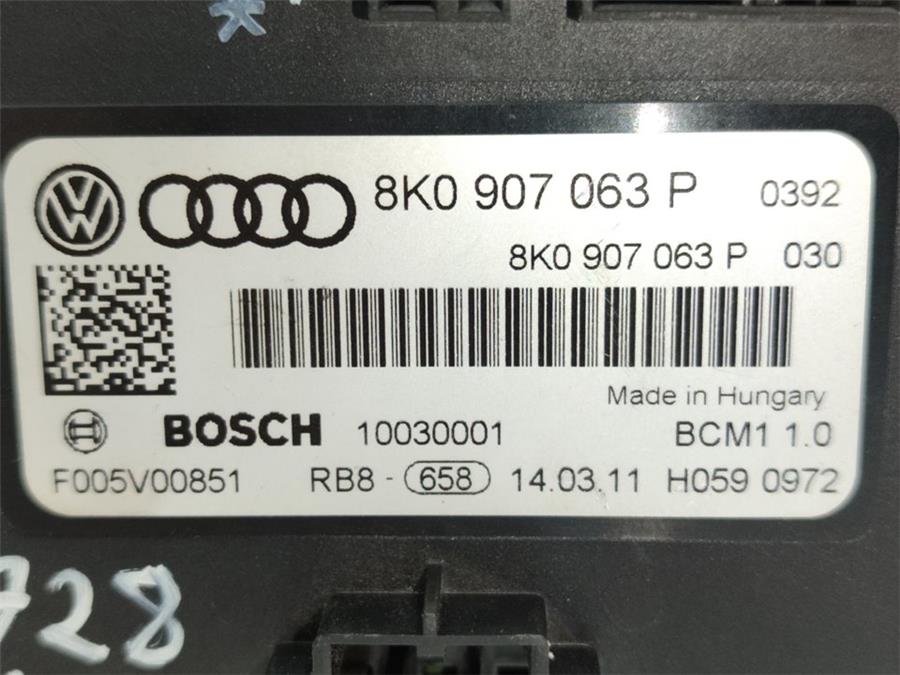 8K0 907 063 P 0392
8K0 907 063 P 030
Made in Hungary
BOSCH 10030001 BCM1 1.0
F005V00851 RB8 - 658 14.03.11 H059 0972
728